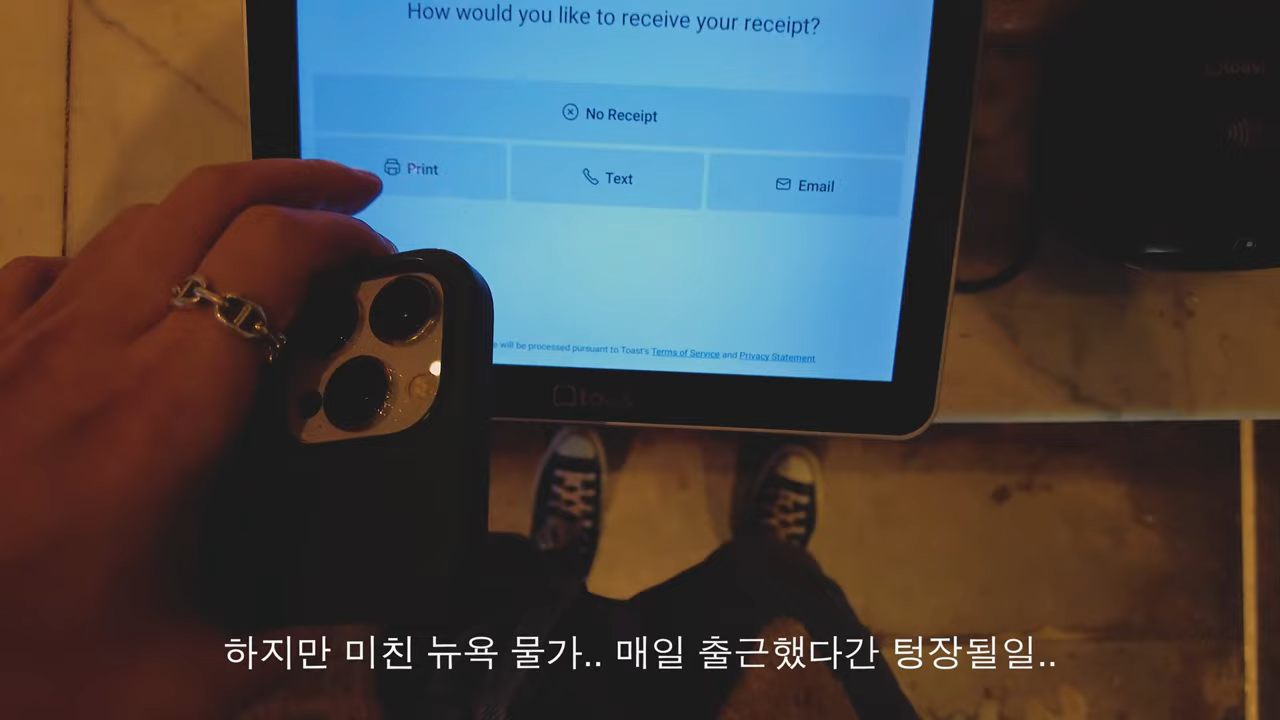 How would you like to receive your receipt?
No Receipt
Print
Text
Email
will be processed pursuant to Toast's Terms of Service and Privacy Statement
하지만 미친 뉴욕 물가.. 매일 출근했다간 텅장될일..